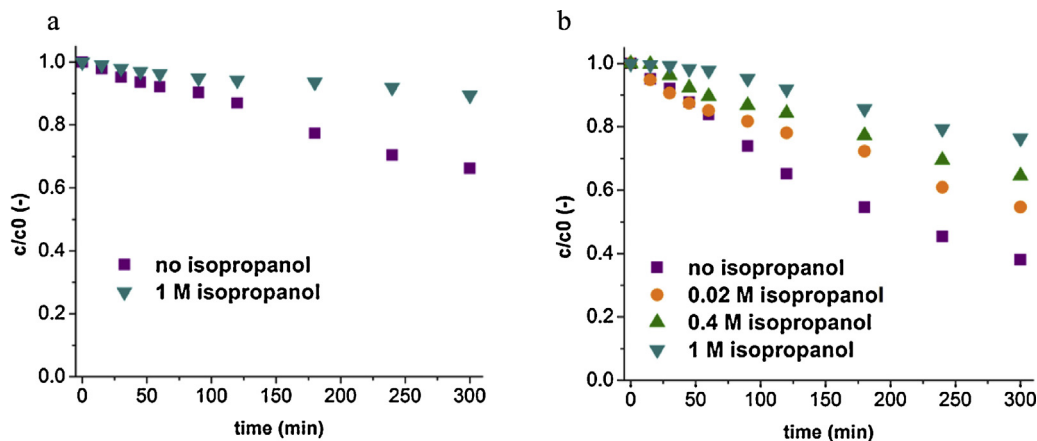 a
1.0
0.8
0.6
0.4
0.2
0.0
c/c0 (-)
no isopropanol
1 M isopropanol
0 50 100 150 200 250 300
time (min)
b
1.0
0.8
0.6
0.4
0.2
0.0
c/c0 (-)
no isopropanol
0.02 M isopropanol
0.4 M isopropanol
1 M isopropanol
0 50 100 150 200 250 300
time (min)